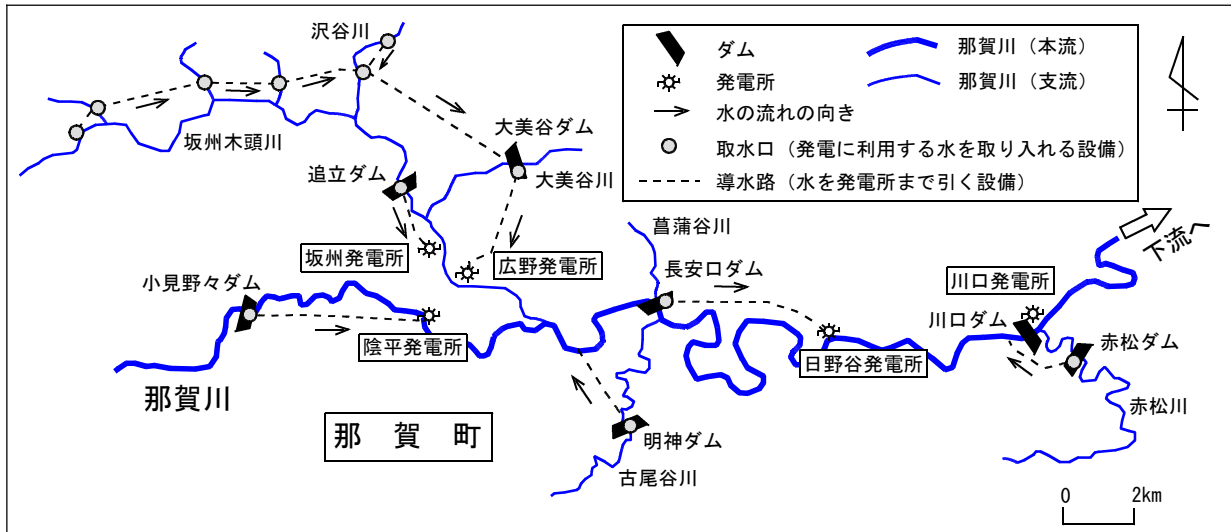 沢谷川
ダム
発電所
水の流れの向き
取水口（発電に利用する水を取り入れる設備）
導水路（水を発電所まで引く設備）
那賀川（本流）
那賀川（支流）
坂州木頭川
大美谷ダム
追立ダム
大美谷川
菖蒲谷川
下流へ
坂州発電所
広野発電所
長安口ダム
川口発電所
小見野々ダム
川口ダム
赤松ダム
陰平発電所
日野谷発電所
那賀川
赤松川
那賀町
明神ダム
古尾谷川
0 2km